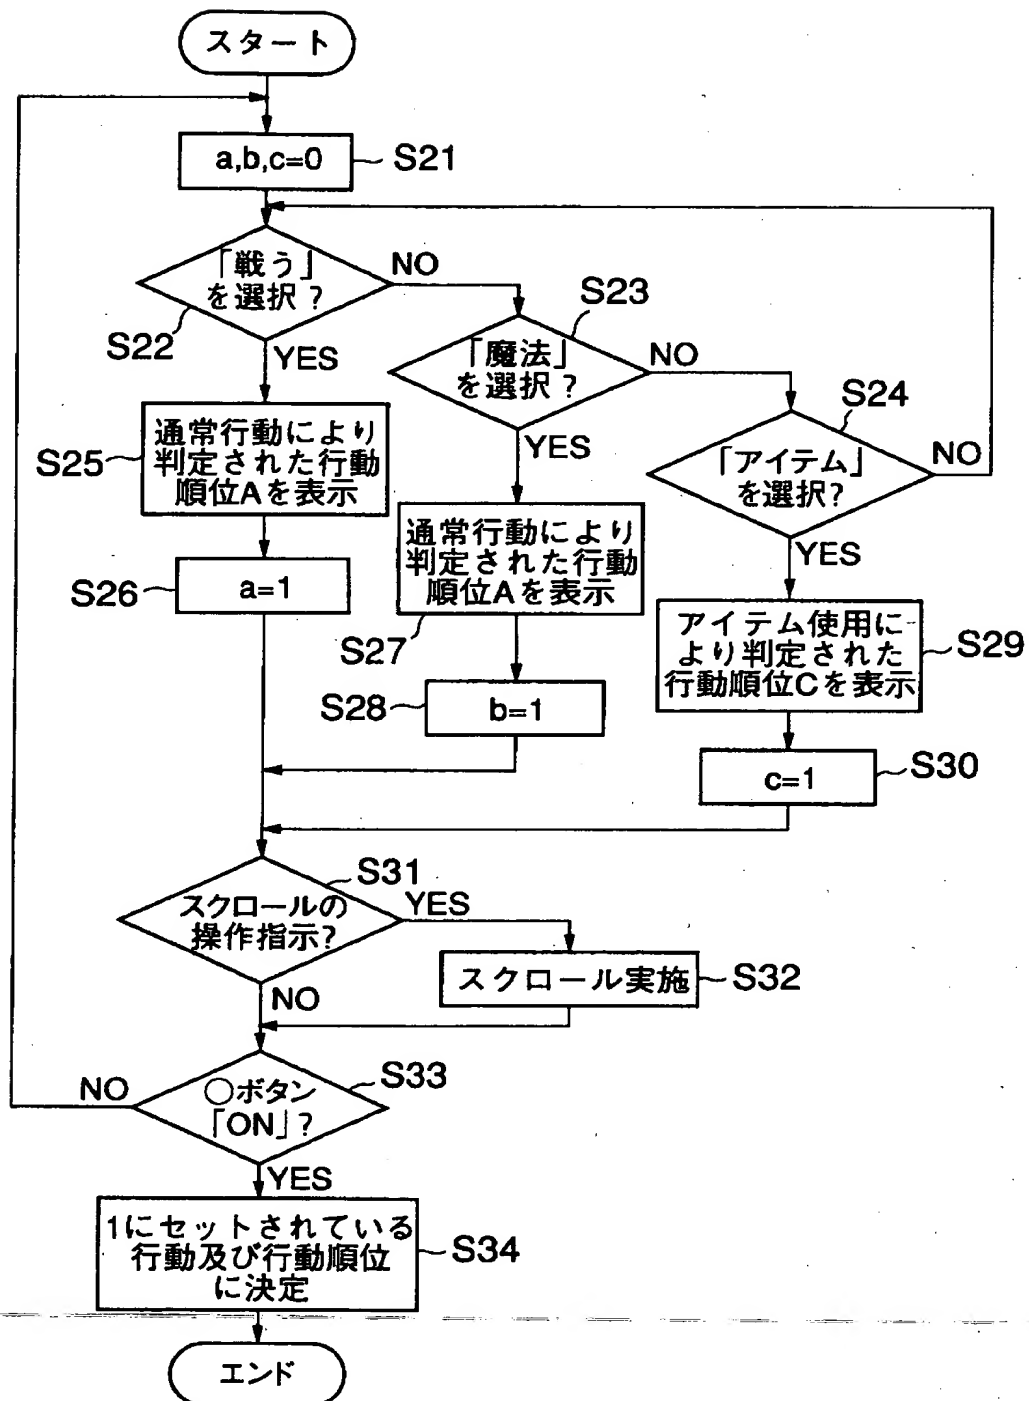 スタート
a,b,c=0
S21
「戦う」
を選択？
S22
NO
YES
S23
「魔法」
を選択？
NO
YES
S24
「アイテム」
を選択？
NO
YES
S25
通常行動により
判定された行動
順位Aを表示
S26
a=1
通常行動により
判定された行動
順位Aを表示
S27
S28
b=1
アイテム使用に
より判定された
行動順位Cを表示
S29
c=1
S30
S31
スクロールの
操作指示？
YES
NO
スクロール実施
S32
S33
○ボタン
「ON」？
NO
YES
1にセットされている
行動及び行動順位
に決定
S34
エンド